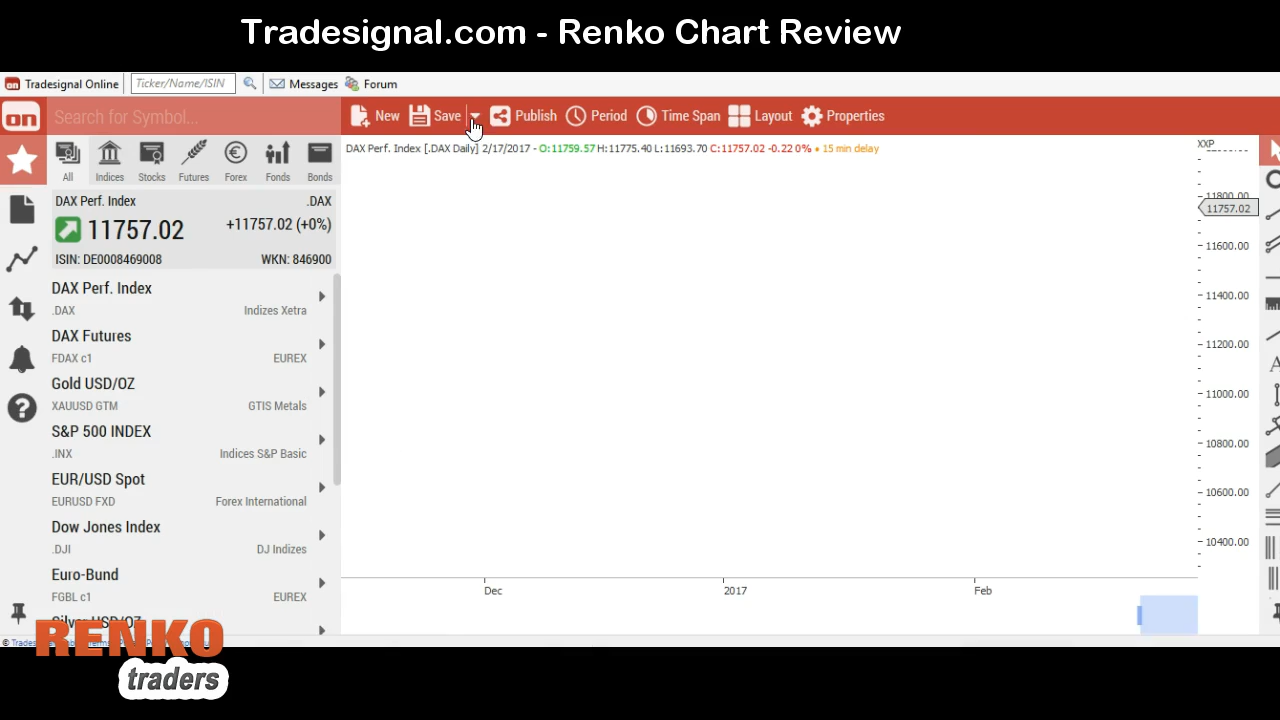 Tradesignal.com - Renko Chart Review
Tradesignal Online Ticker/Name/ISIN Messages Forum
on Search for Symbol... New Save Publish Period Time Span Layout Properties
All Indices Stocks Futures Forex Fonds Bonds
DAX Perf. Index [.DAX Daily] 2/17/2017 - O:11759.57 H:11775.40 L:11693.70 C:11757.02 -0.22 0% • 15 min delay
XXP
DAX Perf. Index .DAX
11757.02 +11757.02 (+0%)
ISIN: DE0008469008 WKN: 846900
DAX Perf. Index
.DAX Indizes Xetra
DAX Futures
FDAX c1 EUREX
Gold USD/OZ
XAUUSD GTM GTIS Metals
S&P 500 INDEX
.INX Indices S&P Basic
EUR/USD Spot
EURUSD FXD Forex International
Dow Jones Index
.DJI DJ Indizes
Euro-Bund
FGBL c1 EUREX
Silver USD/OZ
11800.00
11757.02
11600.00
11400.00
11200.00
11000.00
10800.00
10600.00
10400.00
Dec 2017 Feb
RENKO
traders